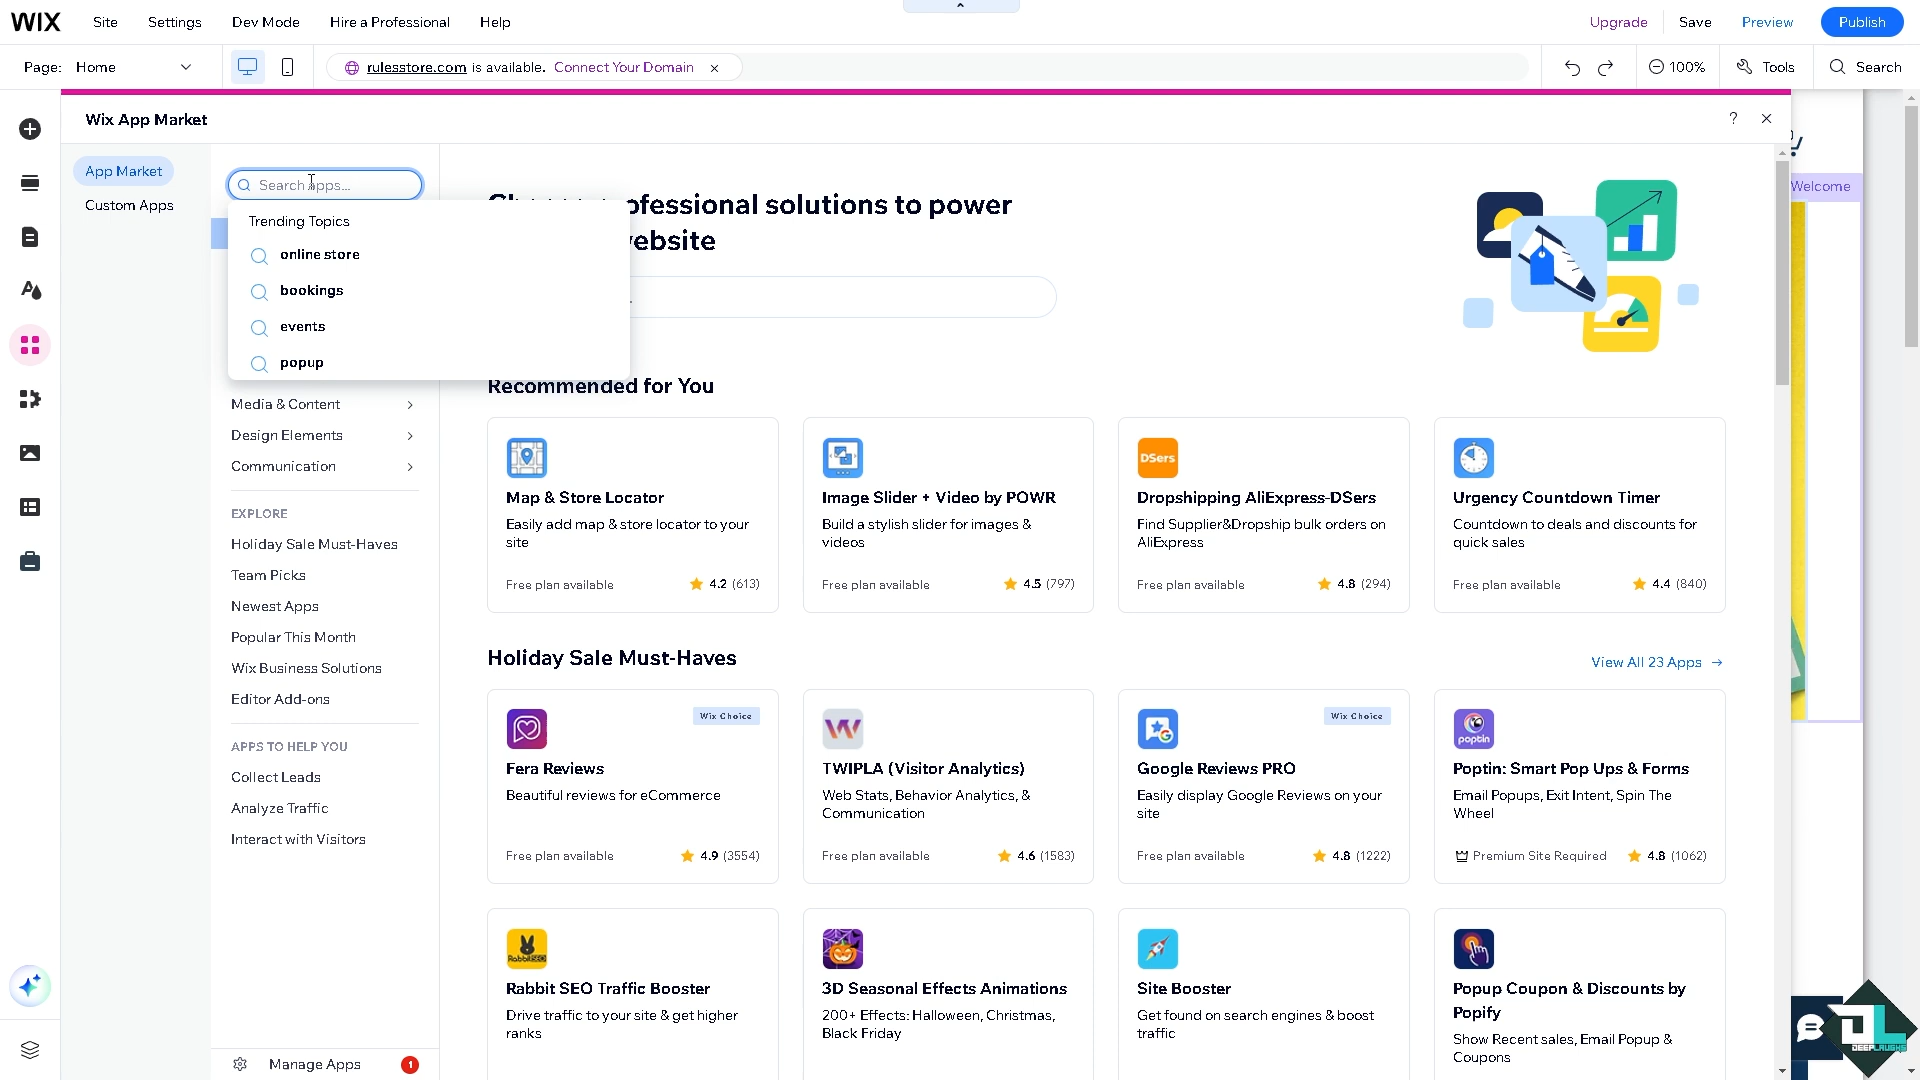 WIX Site Settings Dev Mode Hire a Professional Help Upgrade Save Preview Publish
Page: Home rulesstore.com is available. Connect Your Domain 100% Tools Search
Wix App Market
App Market
Custom Apps
Search apps...
Trending Topics
online store
bookings
events
popup
Media & Content
Design Elements
Communication
EXPLORE
Holiday Sale Must-Haves
Team Picks
Newest Apps
Popular This Month
Wix Business Solutions
Editor Add-ons
APPS TO HELP YOU
Collect Leads
Analyze Traffic
Interact with Visitors
Manage Apps 1
ofessional solutions to power
ebsite
Welcome
Recommended for You
Map & Store Locator
Easily add map & store locator to your
site
Free plan available 4.2 (613)
Image Slider + Video by POWR
Build a stylish slider for images &
videos
Free plan available 4.5 (797)
DSers
Dropshipping AliExpress-DSers
Find Supplier&Dropship bulk orders on
AliExpress
Free plan available 4.8 (294)
Urgency Countdown Timer
Countdown to deals and discounts for
quick sales
Free plan available 4.4 (840)
Holiday Sale Must-Haves View All 23 Apps
Wix Choice
Fera Reviews
Beautiful reviews for eCommerce
Free plan available 4.9 (3554)
TWIPLA (Visitor Analytics)
Web Stats, Behavior Analytics, &
Communication
Free plan available 4.6 (1583)
Wix Choice
Google Reviews PRO
Easily display Google Reviews on your
site
Free plan available 4.8 (1222)
poptin
Poptin: Smart Pop Ups & Forms
Email Popups, Exit Intent, Spin The
Wheel
Premium Site Required 4.8 (1062)
RabbitSEO
Rabbit SEO Traffic Booster
Drive traffic to your site & get higher
ranks
3D Seasonal Effects Animations
200+ Effects: Halloween, Christmas,
Black Friday
Site Booster
Get found on search engines & boost
traffic
Popup Coupon & Discounts by
Popify
Show Recent sales, Email Popup &
Coupons
DEEPLAUGHS